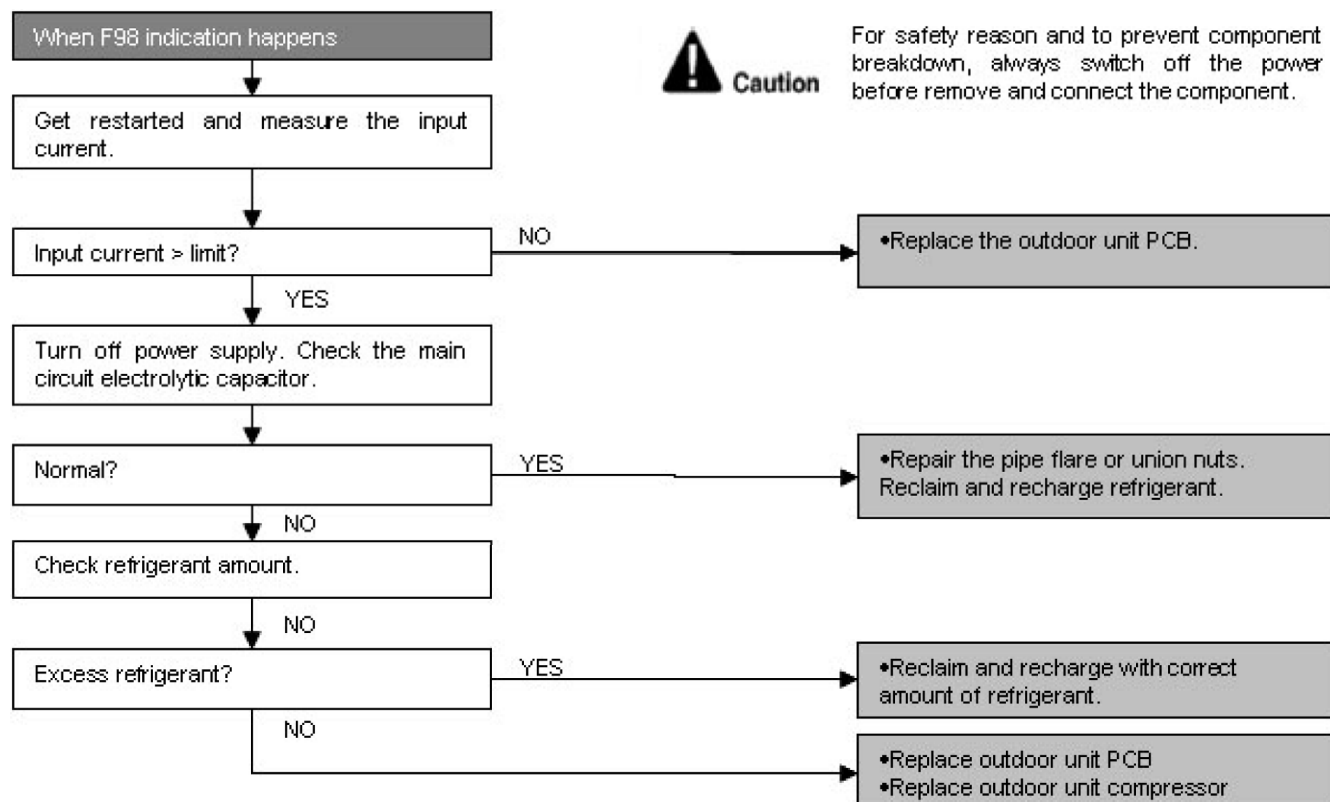 When F98 indication happens
Caution
For safety reason and to prevent component
breakdown, always switch off the power
before remove and connect the component.
Get restarted and measure the input
current.
Input current > limit?
NO
•Replace the outdoor unit PCB.
YES
Turn off power supply. Check the main
circuit electrolytic capacitor.
Normal?
YES
•Repair the pipe flare or union nuts.
Reclaim and recharge refrigerant.
NO
Check refrigerant amount.
NO
Excess refrigerant?
YES
•Reclaim and recharge with correct
amount of refrigerant.
NO
•Replace outdoor unit PCB
•Replace outdoor unit compressor